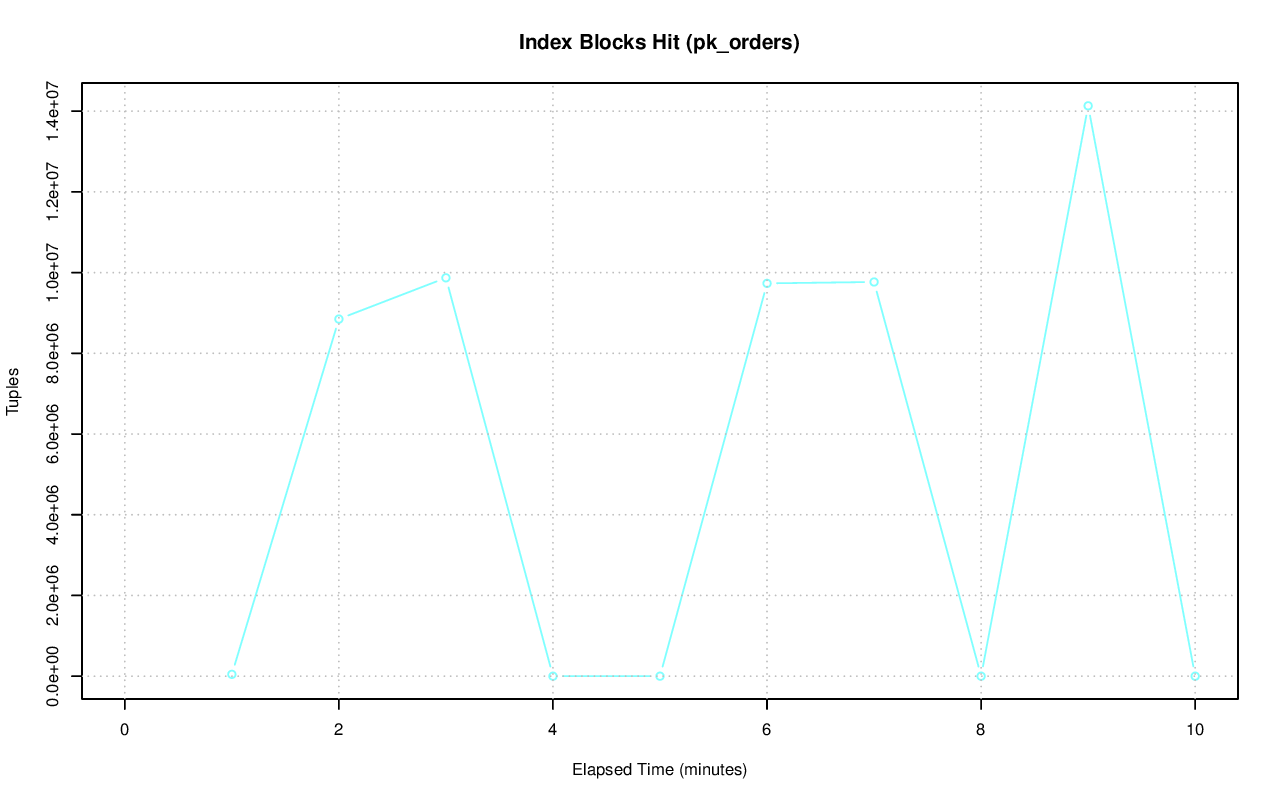 Index Blocks Hit (pk_orders)
1.4e+07
1.2e+07
1.0e+07
8.0e+06
6.0e+06
4.0e+06
2.0e+06
0.0e+00
Tuples
0 2 4 6 8 10
Elapsed Time (minutes)